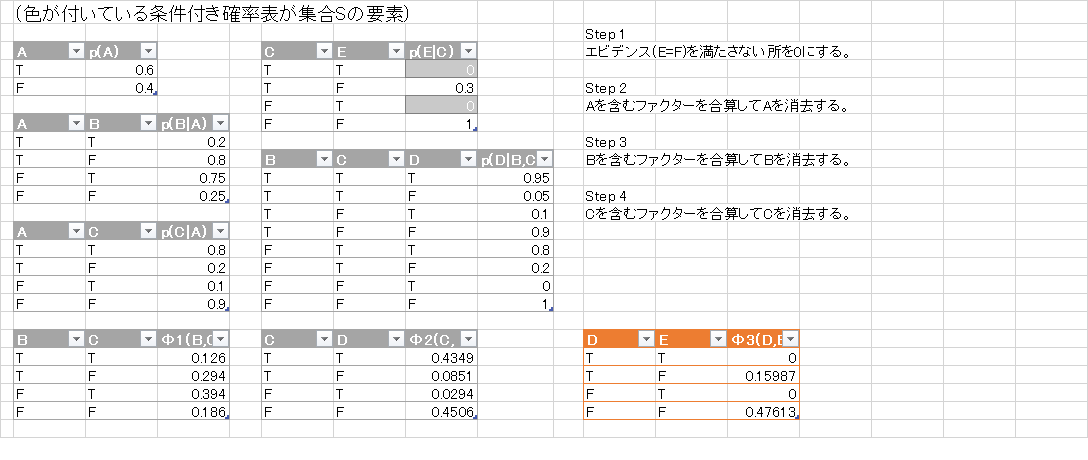 （色が付いている条件付き確率表が集合Sの要素）
A p(A)
T 0.6
F 0.4
A B p(B|A)
T T 0.2
T F 0.8
F T 0.75
F F 0.25
A C p(C|A)
T T 0.8
T F 0.2
F T 0.1
F F 0.9
C E p(E|C)
T T 0
T F 0.3
F T 0
F F 1
B C D p(D|B,C
T T T 0.95
T T F 0.05
T F T 0.1
T F F 0.9
F T T 0.8
F T F 0.2
F F T 0
F F F 1
Step 1
エビデンス(E=F)を満たさない所を0にする。
Step 2
Aを含むファクターを合算してAを消去する。
Step 3
Bを含むファクターを合算してBを消去する。
Step 4
Cを含むファクターを合算してCを消去する。
B C Φ1(B,C
T T 0.126
T F 0.294
F T 0.394
F F 0.186
C D Φ2(C,
T T 0.4349
T F 0.0851
F T 0.0294
F F 0.4506
D E Φ3(D,E
T T 0
T F 0.15987
F T 0
F F 0.47613